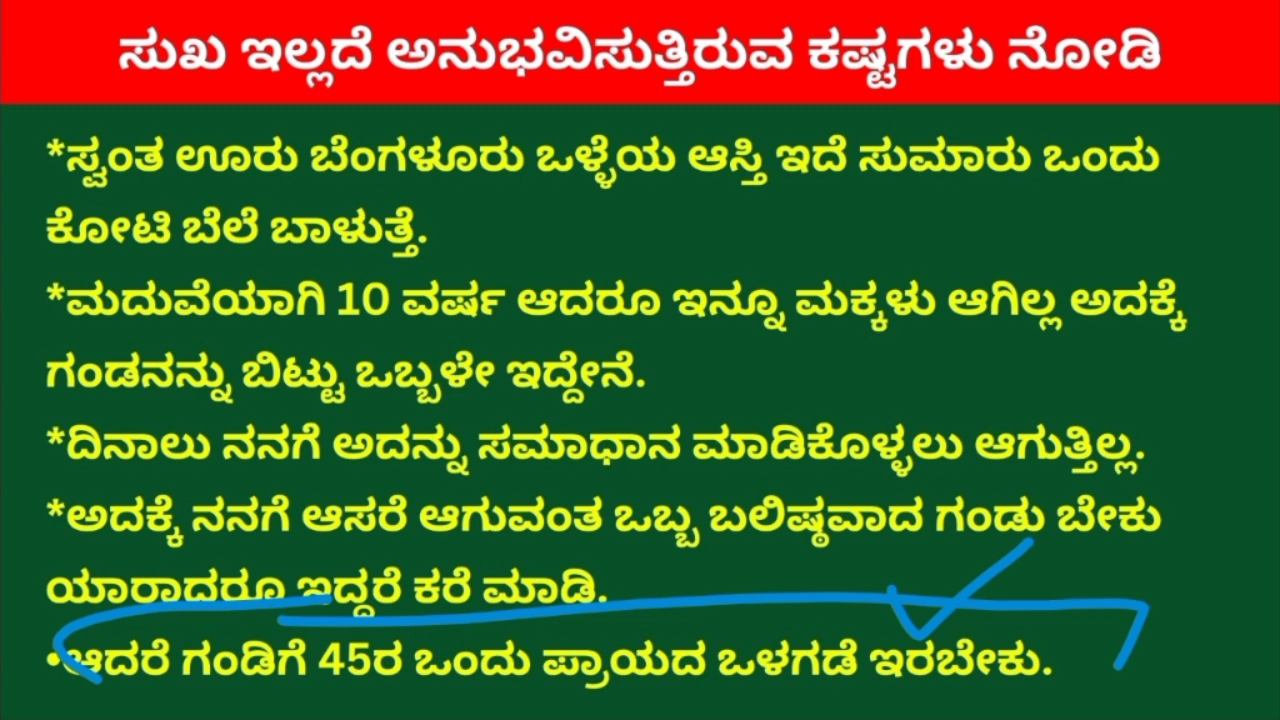 ಸುಖ ಇಲ್ಲದೆ ಅನುಭವಿಸುತ್ತಿರುವ ಕಷ್ಟಗಳು ನೋಡಿ
*ಸ್ವಂತ ಊರು ಬೆಂಗಳೂರು ಒಳ್ಳೆಯ ಆಸ್ತಿ ಇದೆ ಸುಮಾರು ಒಂದು
ಕೋಟಿ ಬೆಲೆ ಬಾಳುತ್ತೆ.
*ಮದುವೆಯಾಗಿ 10 ವರ್ಷ ಆದರೂ ಇನ್ನೂ ಮಕ್ಕಳು ಆಗಿಲ್ಲ ಅದಕ್ಕೆ
ಗಂಡನನ್ನು ಬಿಟ್ಟು ಒಬ್ಬಳೇ ಇದ್ದೇನೆ.
*ದಿನಾಲು ನನಗೆ ಅದನ್ನು ಸಮಾಧಾನ ಮಾಡಿಕೊಳ್ಳಲು ಆಗುತ್ತಿಲ್ಲ.
*ಅದಕ್ಕೆ ನನಗೆ ಆಸರೆ ಆಗುವಂತ ಒಬ್ಬ ಬಲಿಷ್ಠವಾದ ಗಂಡು ಬೇಕು
ಯಾರಾದರೂ ಇದ್ದರೆ ಕರೆ ಮಾಡಿ.
•ಆದರೆ ಗಂಡಿಗೆ 45ರ ಒಂದು ಪ್ರಾಯದ ಒಳಗಡೆ ಇರಬೇಕು.